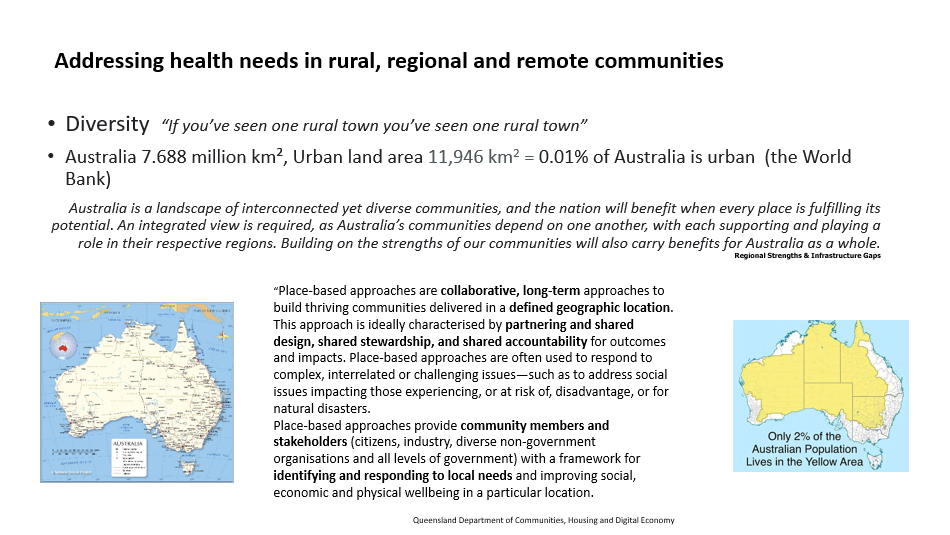 Addressing health needs in rural, regional and remote communities
• Diversity “If you’ve seen one rural town you’ve seen one rural town”
• Australia 7.688 million km², Urban land area 11,946 km² = 0.01% of Australia is urban (the World
Bank)
Australia is a landscape of interconnected yet diverse communities, and the nation will benefit when every place is fulfilling its
potential. An integrated view is required, as Australia’s communities depend on one another, with each supporting and playing a
role in their respective regions. Building on the strengths of our communities will also carry benefits for Australia as a whole.
Regional Strengths & Infrastructure Gaps
“Place-based approaches are collaborative, long-term approaches to
build thriving communities delivered in a defined geographic location.
This approach is ideally characterised by partnering and shared
design, shared stewardship, and shared accountability for outcomes
and impacts. Place-based approaches are often used to respond to
complex, interrelated or challenging issues—such as to address social
issues impacting those experiencing, or at risk of, disadvantage, or for
natural disasters.
Place-based approaches provide community members and
stakeholders (citizens, industry, diverse non-government
organisations and all levels of government) with a framework for
identifying and responding to local needs and improving social,
economic and physical wellbeing in a particular location.
Queensland Department of Communities, Housing and Digital Economy
AUSTRALIA
Only 2% of the
Australian Population
Lives in the Yellow Area